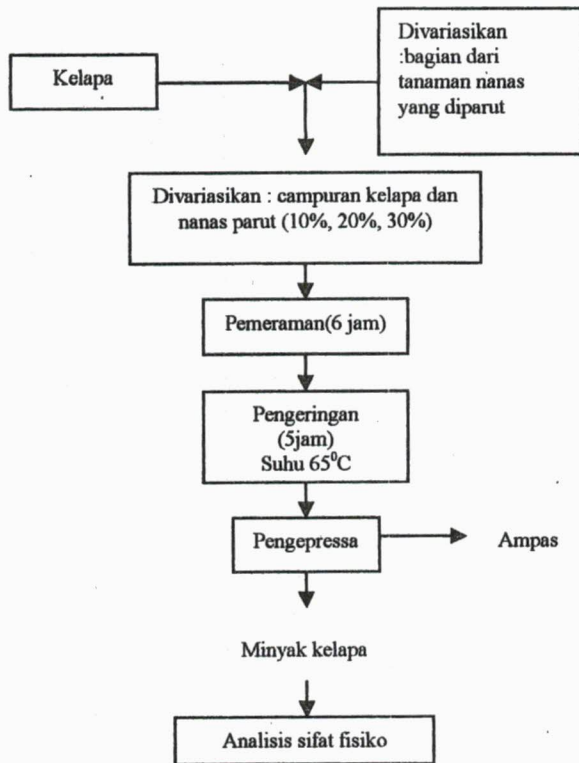 Kelapa
Divariasikan
:bagian dari
tanaman nanas
yang diparut
Divariasikan : campuran kelapa dan
nanas parut (10%, 20%, 30%)
Pemeraman(6 jam)
Pengeringan
(5jam)
Suhu 65⁰C
Pengepressa
Ampas
Minyak kelapa
Analisis sifat fisiko